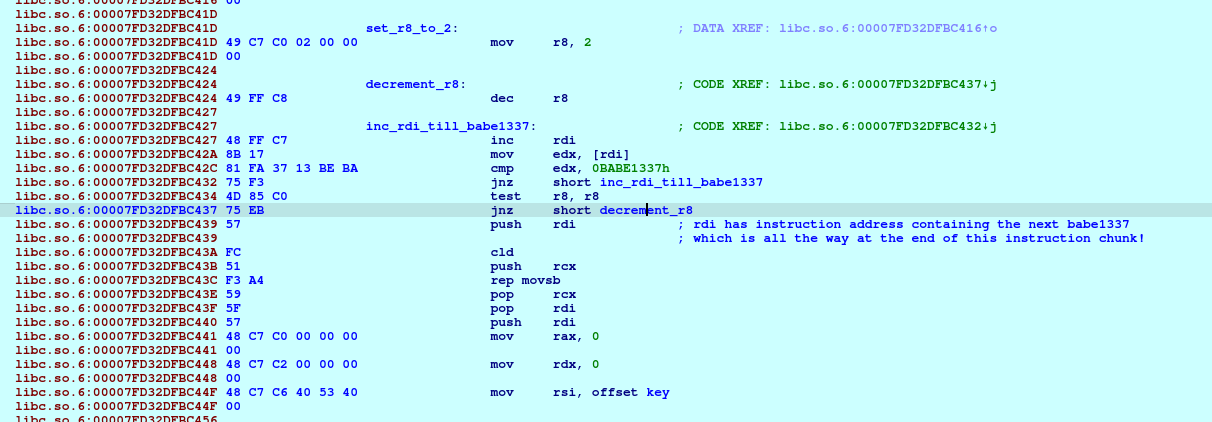 libc.so.6:00007FD32DFBC416 00
libc.so.6:00007FD32DFBC41D
libc.so.6:00007FD32DFBC41D set_r8_to_2: ; DATA XREF: libc.so.6:00007FD32DFBC416↑o
libc.so.6:00007FD32DFBC41D 49 C7 C0 02 00 00 mov r8, 2
libc.so.6:00007FD32DFBC41D 00
libc.so.6:00007FD32DFBC424
libc.so.6:00007FD32DFBC424 decrement_r8: ; CODE XREF: libc.so.6:00007FD32DFBC437↓j
libc.so.6:00007FD32DFBC424 49 FF C8 dec r8
libc.so.6:00007FD32DFBC427
libc.so.6:00007FD32DFBC427 inc_rdi_till_babe1337: ; CODE XREF: libc.so.6:00007FD32DFBC432↓j
libc.so.6:00007FD32DFBC427 48 FF C7 inc rdi
libc.so.6:00007FD32DFBC42A 8B 17 mov edx, [rdi]
libc.so.6:00007FD32DFBC42C 81 FA 37 13 BE BA cmp edx, 0BABE1337h
libc.so.6:00007FD32DFBC432 75 F3 jnz short inc_rdi_till_babe1337
libc.so.6:00007FD32DFBC434 4D 85 C0 test r8, r8
libc.so.6:00007FD32DFBC437 75 EB jnz short decrement_r8
libc.so.6:00007FD32DFBC439 57 push rdi ; rdi has instruction address containing the next babe1337
libc.so.6:00007FD32DFBC439 ; which is all the way at the end of this instruction chunk!
libc.so.6:00007FD32DFBC43A FC cld
libc.so.6:00007FD32DFBC43B 51 push rcx
libc.so.6:00007FD32DFBC43C F3 A4 rep movsb
libc.so.6:00007FD32DFBC43E 59 pop rcx
libc.so.6:00007FD32DFBC43F 5F pop rdi
libc.so.6:00007FD32DFBC440 57 push rdi
libc.so.6:00007FD32DFBC441 48 C7 C0 00 00 00 mov rax, 0
libc.so.6:00007FD32DFBC441 00
libc.so.6:00007FD32DFBC448 48 C7 C2 00 00 00 mov rdx, 0
libc.so.6:00007FD32DFBC448 00
libc.so.6:00007FD32DFBC44F 48 C7 C6 40 53 40 mov rsi, offset key
libc.so.6:00007FD32DFBC44F 00
libc.so.6:00007FD32DFBC456